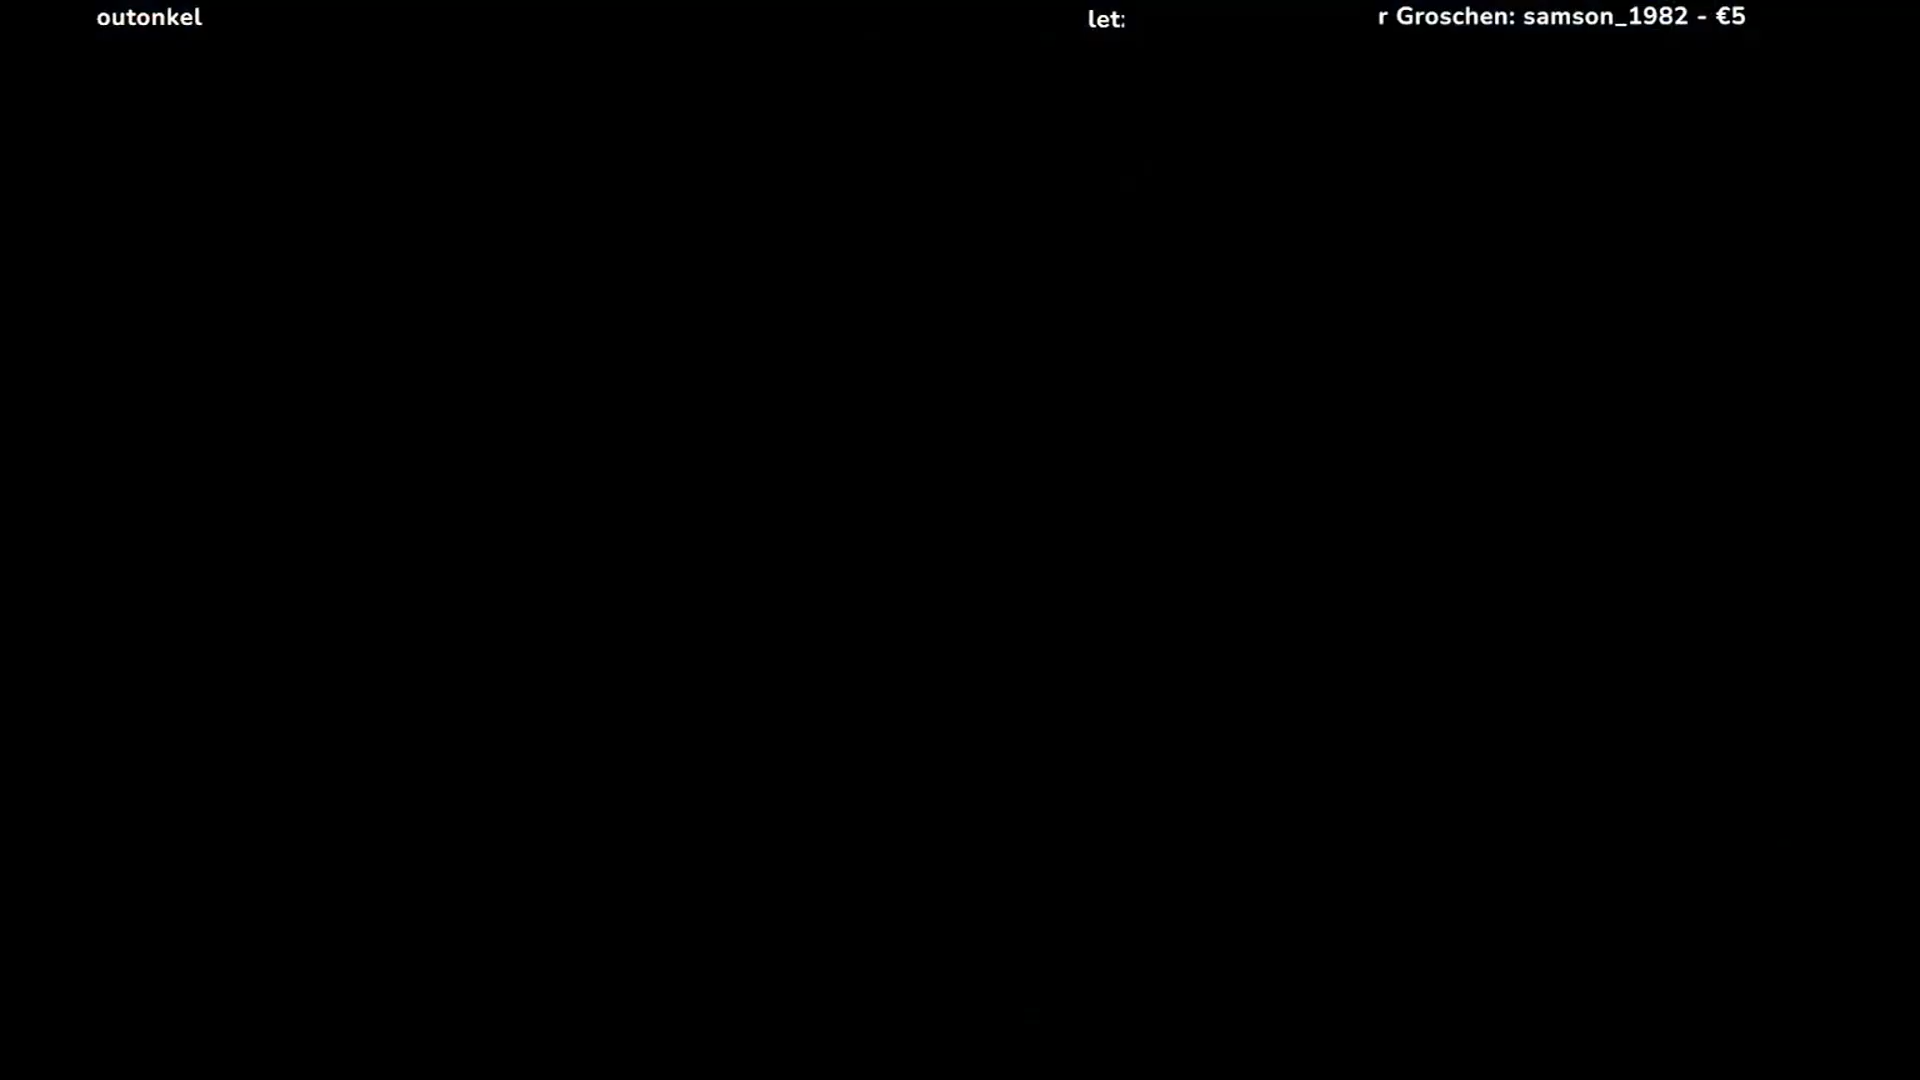 outonkel
let
r Groschen: samson_1982 - €5